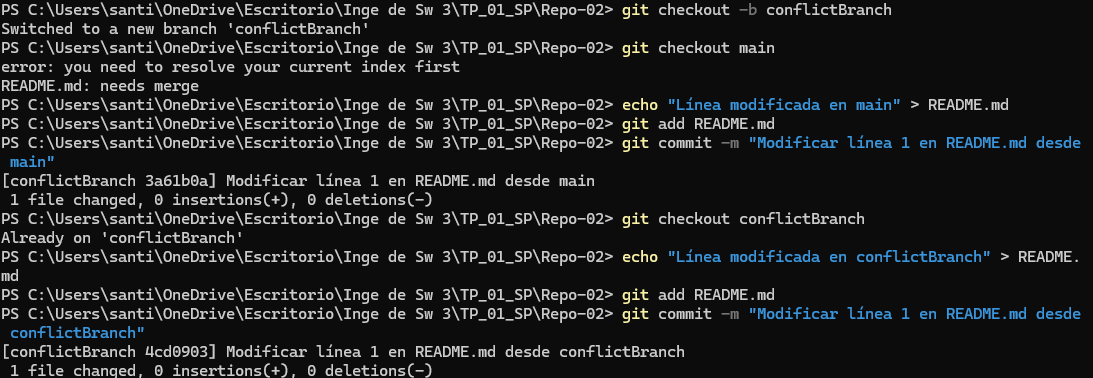 PS C:\Users\santi\OneDrive\Escritorio\Inge de Sw 3\TP_01_SP\Repo-02> git checkout -b conflictBranch
Switched to a new branch 'conflictBranch'
PS C:\Users\santi\OneDrive\Escritorio\Inge de Sw 3\TP_01_SP\Repo-02> git checkout main
error: you need to resolve your current index first
README.md: needs merge
PS C:\Users\santi\OneDrive\Escritorio\Inge de Sw 3\TP_01_SP\Repo-02> echo "Línea modificada en main" > README.md
PS C:\Users\santi\OneDrive\Escritorio\Inge de Sw 3\TP_01_SP\Repo-02> git add README.md
PS C:\Users\santi\OneDrive\Escritorio\Inge de Sw 3\TP_01_SP\Repo-02> git commit -m "Modificar línea 1 en README.md desde
 main"
[conflictBranch 3a61b0a] Modificar línea 1 en README.md desde main
 1 file changed, 0 insertions(+), 0 deletions(-)
PS C:\Users\santi\OneDrive\Escritorio\Inge de Sw 3\TP_01_SP\Repo-02> git checkout conflictBranch
Already on 'conflictBranch'
PS C:\Users\santi\OneDrive\Escritorio\Inge de Sw 3\TP_01_SP\Repo-02> echo "Línea modificada en conflictBranch" > README.
md
PS C:\Users\santi\OneDrive\Escritorio\Inge de Sw 3\TP_01_SP\Repo-02> git add README.md
PS C:\Users\santi\OneDrive\Escritorio\Inge de Sw 3\TP_01_SP\Repo-02> git commit -m "Modificar línea 1 en README.md desde
 conflictBranch"
[conflictBranch 4cd0903] Modificar línea 1 en README.md desde conflictBranch
 1 file changed, 0 insertions(+), 0 deletions(-)